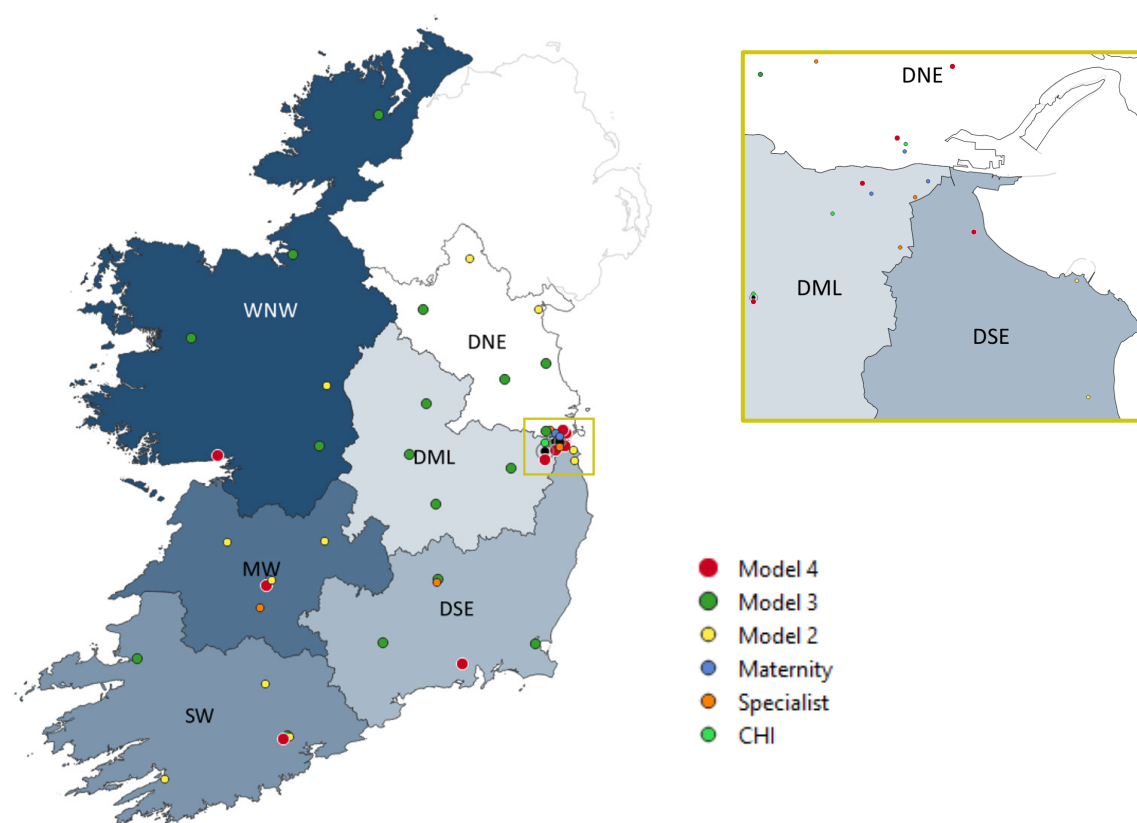 WNW
DNE
DML
MW
DSE
SW
DNE
DML
DSE
Model 4
Model 3
Model 2
Maternity
Specialist
CHI